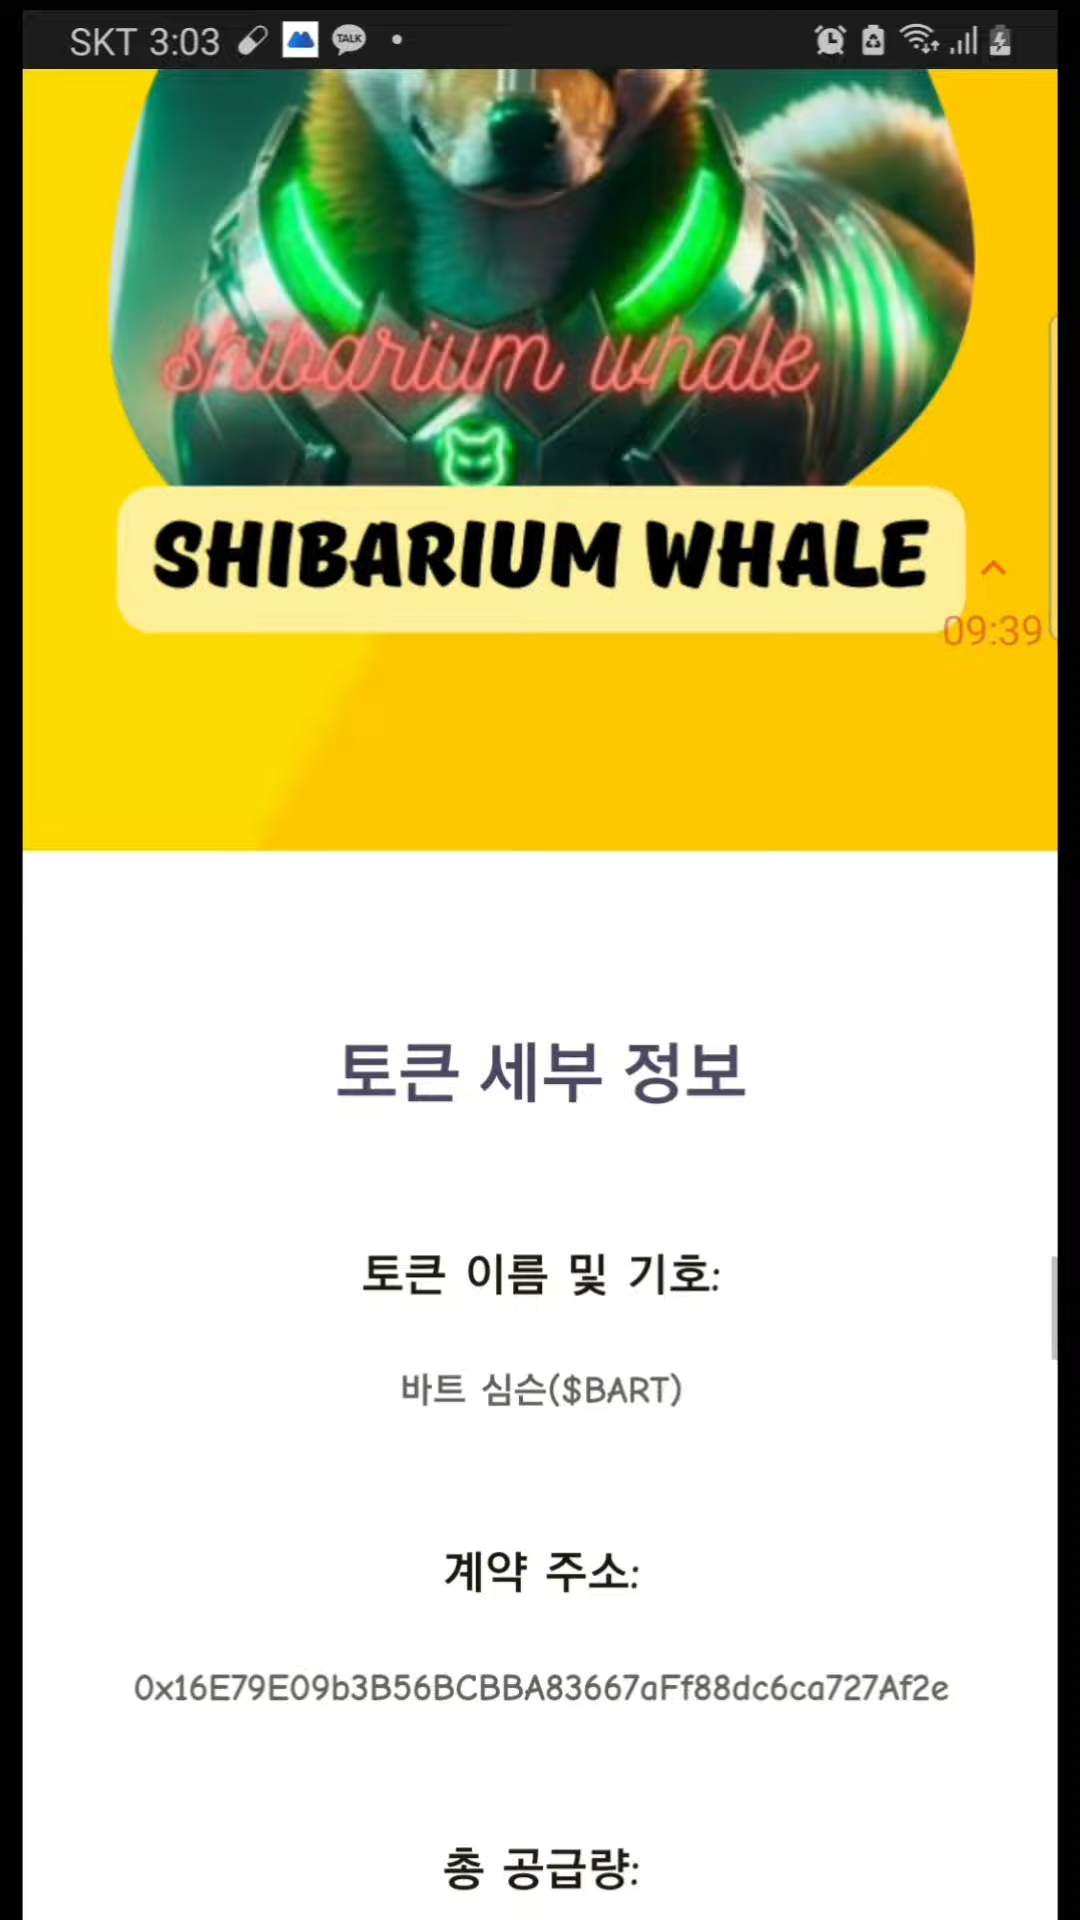 SKT 3:03
TALK
shibarium whale
SHIBARIUM WHALE
09:39
토큰 세부 정보
토큰 이름 및 기호:
바트 심슨($BART)
계약 주소:
0x16E79E09b3B56BCBBA83667aFf88dc6ca727Af2e
총 공급량: